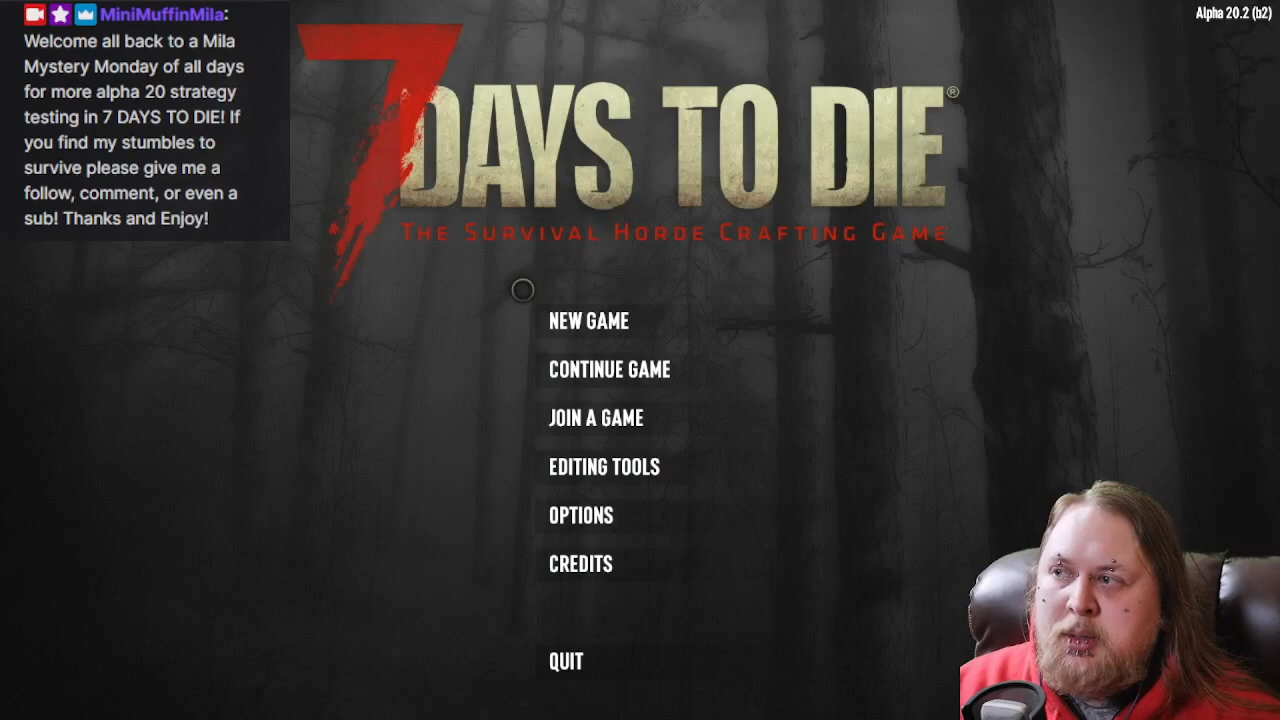 MiniMuffinMila:
Welcome all back to a Mila
Mystery Monday of all days
for more alpha 20 strategy
testing in 7 DAYS TO DIE! If
you find my stumbles to
survive please give me a
follow, comment, or even a
sub! Thanks and Enjoy!
Alpha 20.2 (b2)
7 DAYS TO DIE®
The Survival Horde Crafting Game
NEW GAME
CONTINUE GAME
JOIN A GAME
EDITING TOOLS
OPTIONS
CREDITS
QUIT